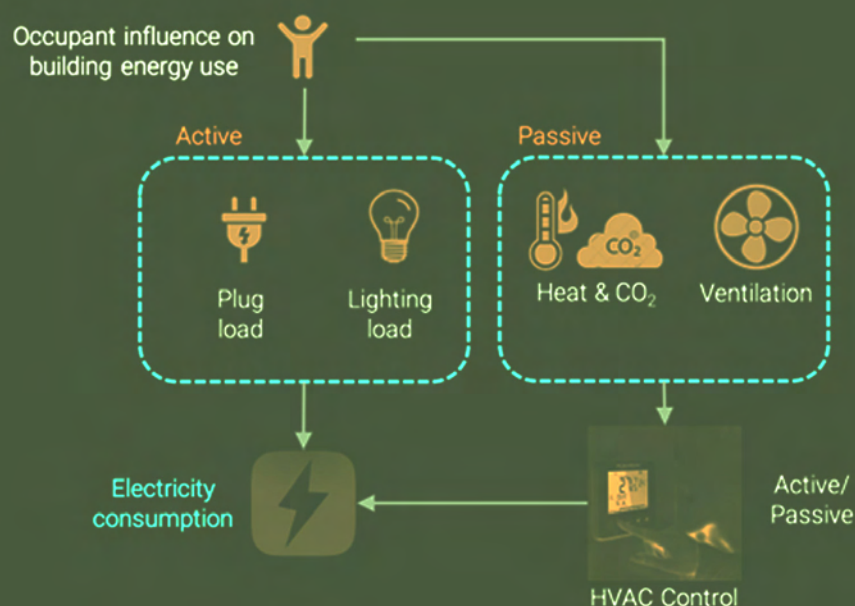 Occupant influence on
building energy use
Active
Passive
CO₂
Plug
load
Lighting
load
Heat & CO₂
Ventilation
Electricity
consumption
Active/
Passive
HVAC Control